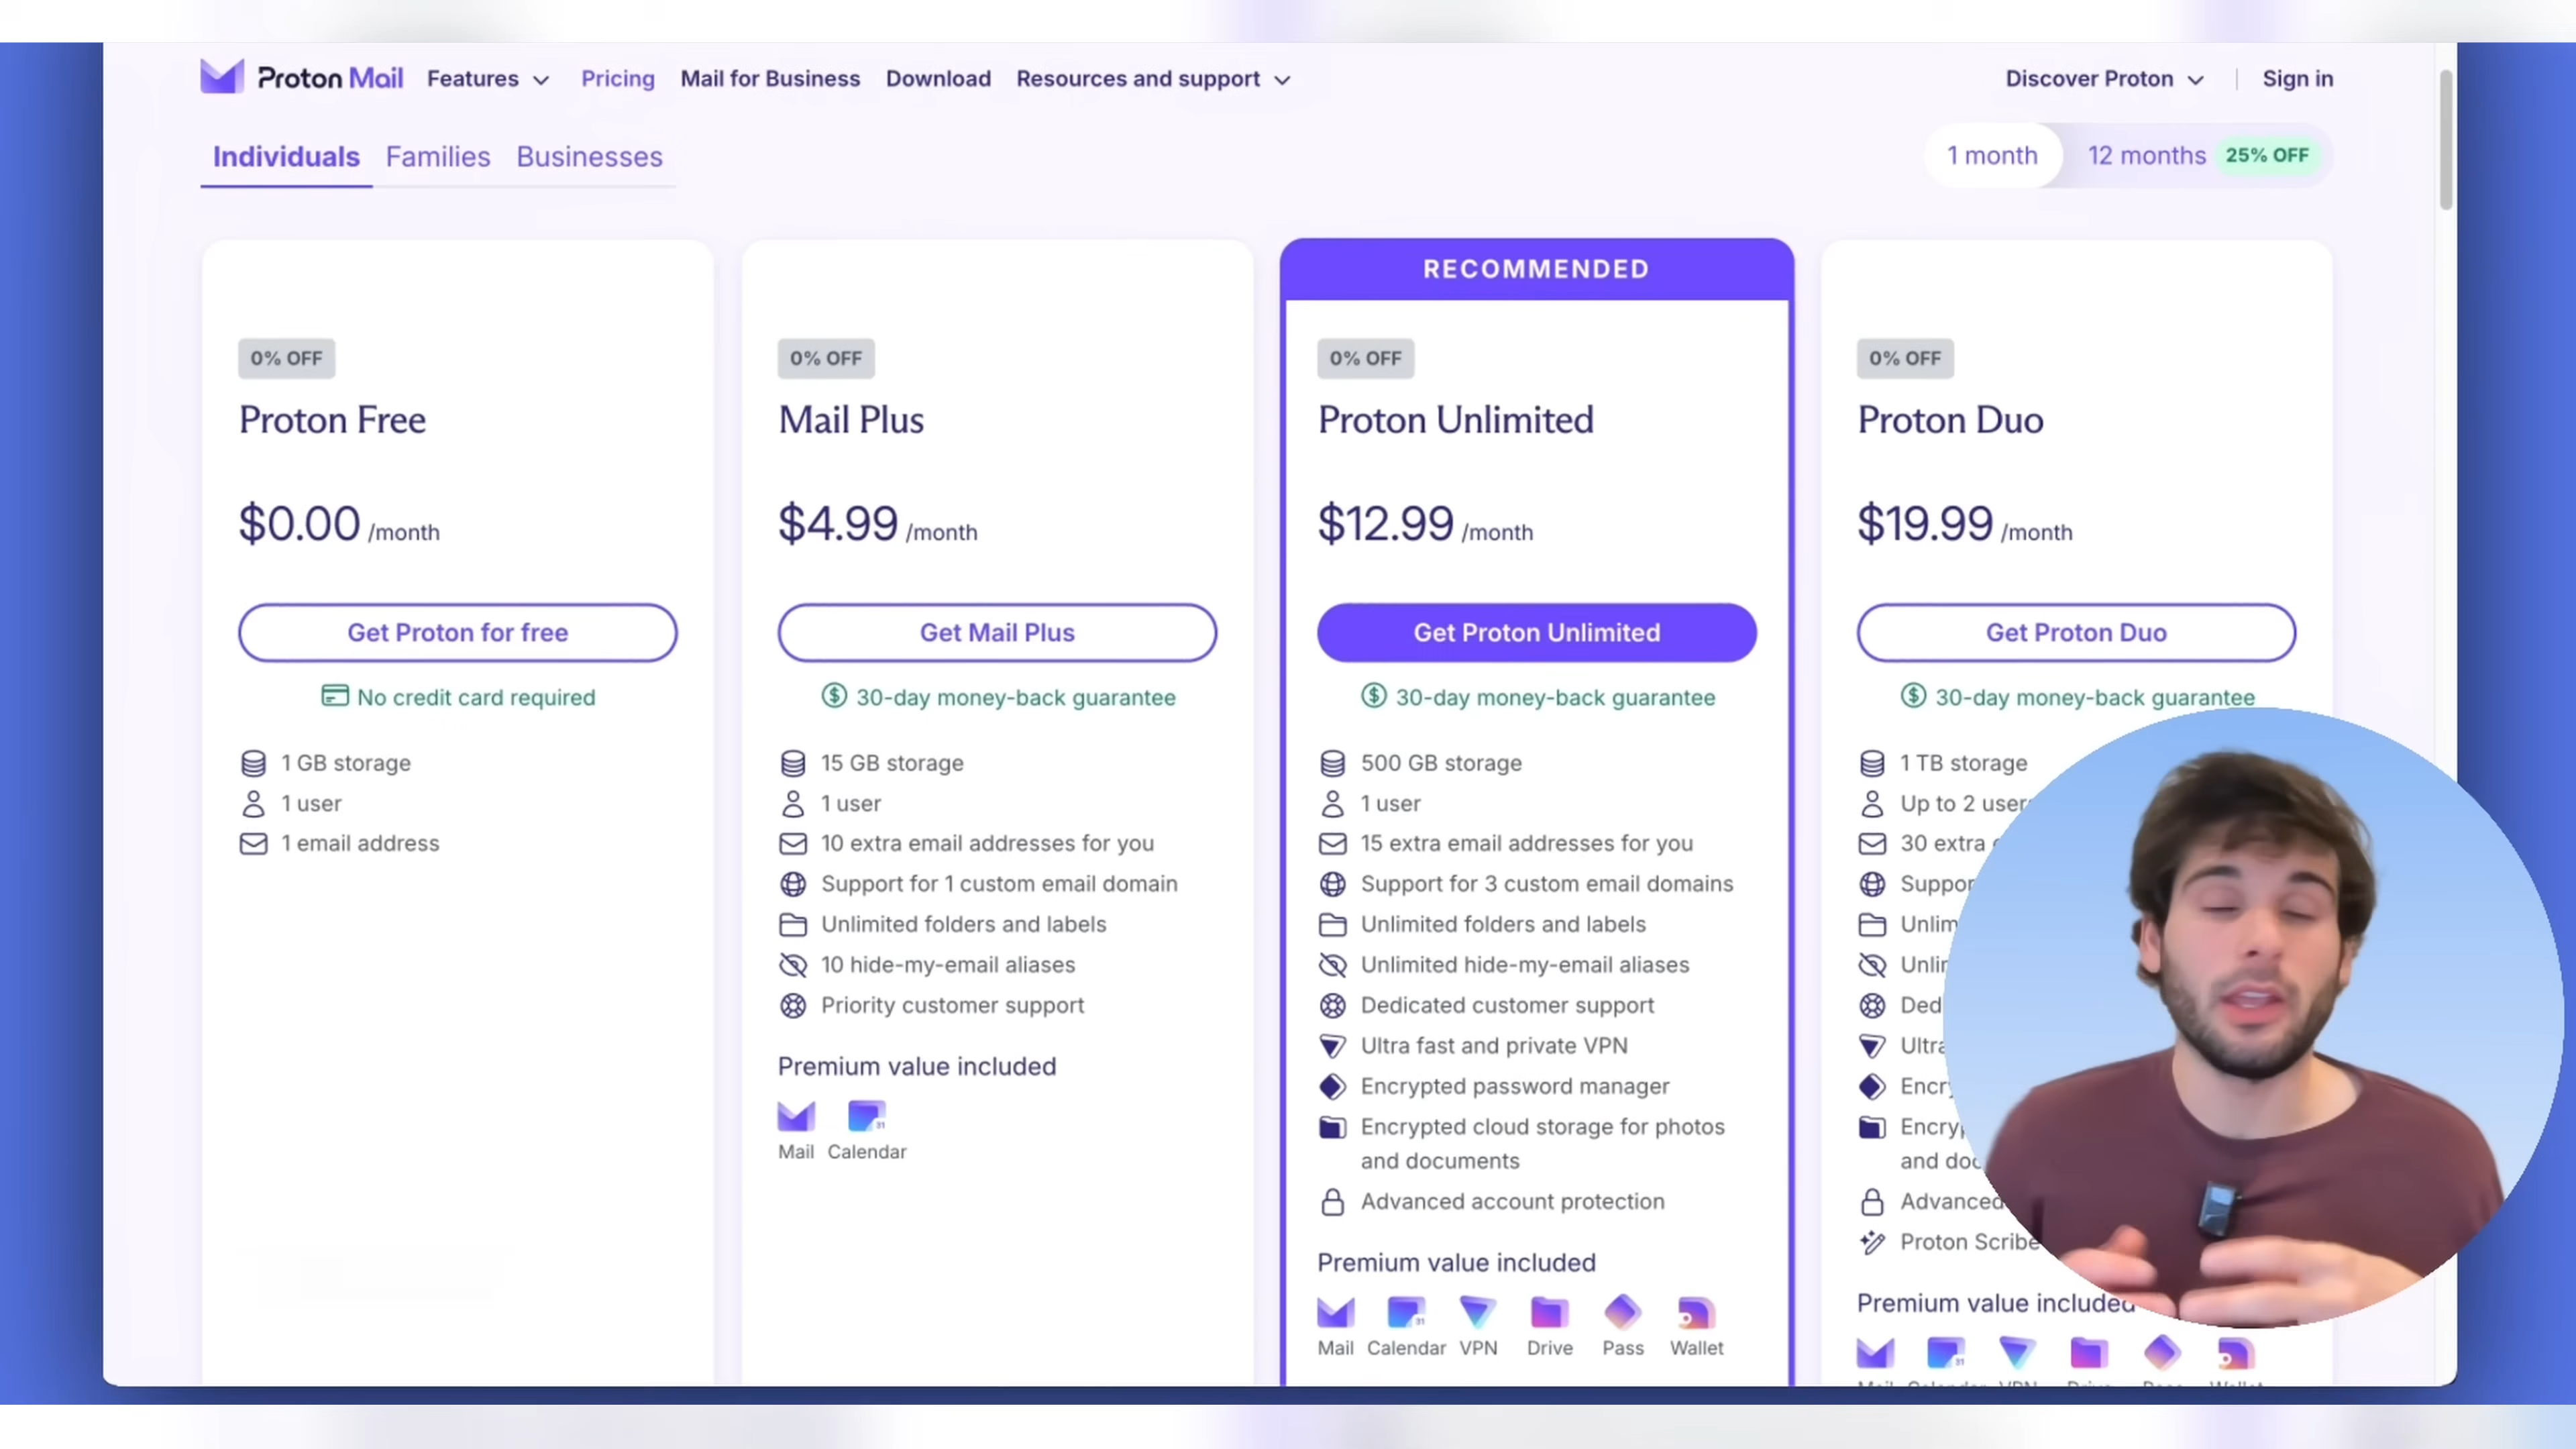 Proton Mail Features Pricing Mail for Business Download Resources and support Discover Proton Sign in
Individuals Families Businesses 1 month 12 months 25% OFF
0% OFF
Proton Free
$0.00 /month
Get Proton for free
No credit card required
1 GB storage
1 user
1 email address
0% OFF
Mail Plus
$4.99 /month
Get Mail Plus
30-day money-back guarantee
15 GB storage
1 user
10 extra email addresses for you
Support for 1 custom email domain
Unlimited folders and labels
10 hide-my-email aliases
Priority customer support
Premium value included
Mail Calendar
31
RECOMMENDED
0% OFF
Proton Unlimited
$12.99 /month
Get Proton Unlimited
30-day money-back guarantee
500 GB storage
1 user
15 extra email addresses for you
Support for 3 custom email domains
Unlimited folders and labels
Unlimited hide-my-email aliases
Dedicated customer support
Ultra fast and private VPN
Encrypted password manager
Encrypted cloud storage for photos
and documents
Advanced account protection
Premium value included
31
Mail Calendar VPN Drive Pass Wallet
0% OFF
Proton Duo
$19.99 /month
Get Proton Duo
30-day money-back guarantee
1 TB storage
Up to 2
30 extra
and
Advanced
Proton Scribe
Premium value included
31